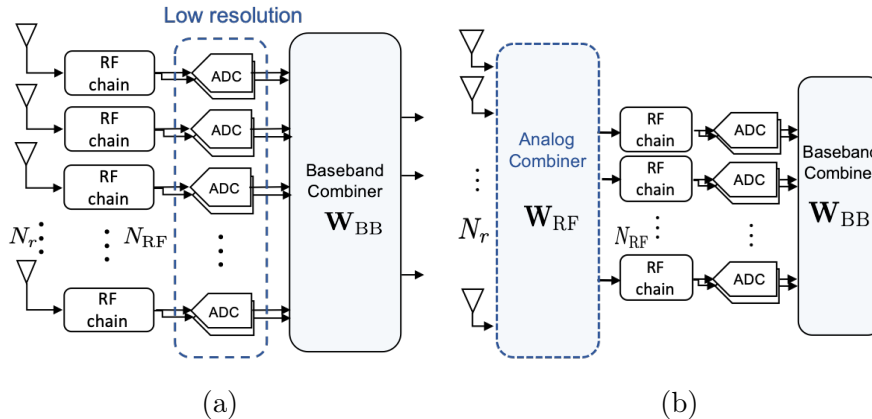 Low resolution
RF
chain
ADC
RF
chain
ADC
RF
chain
ADC
Baseband
Combiner
W_BB
N_r
N_RF
RF
chain
ADC
(a)
Analog
Combiner
W_RF
N_r
RF
chain
ADC
RF
chain
ADC
N_RF
RF
chain
ADC
Baseband
Combiner
W_BB
(b)